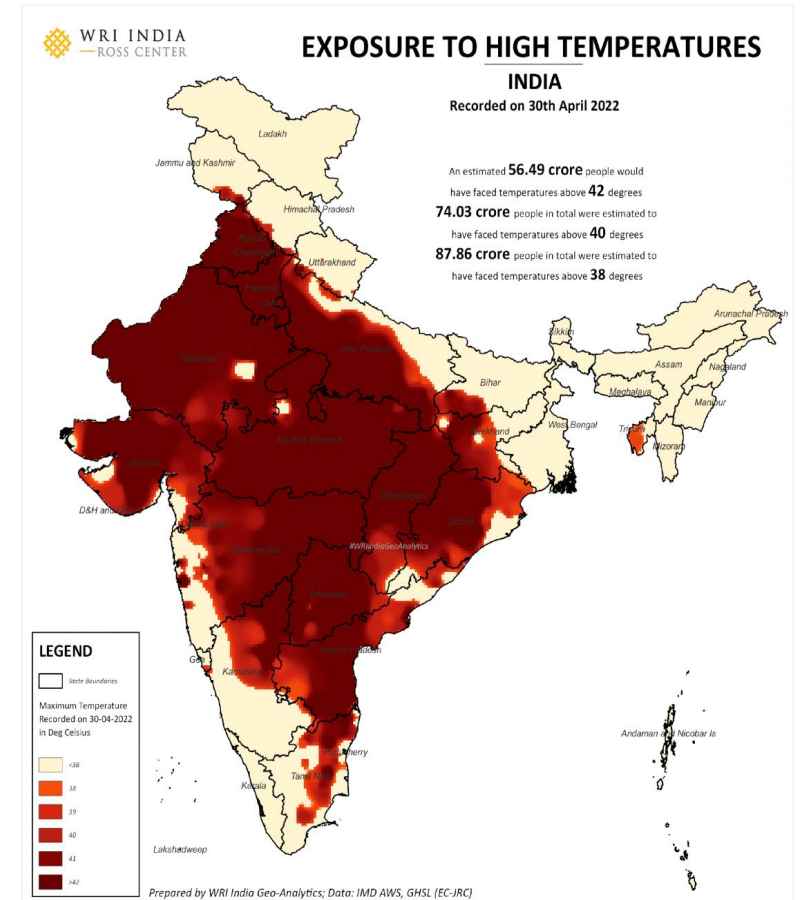 WRI INDIA
ROSS CENTER
EXPOSURE TO HIGH TEMPERATURES
INDIA
Recorded on 30th April 2022
An estimated 56.49 crore people would
have faced temperatures above 42 degrees
74.03 crore people in total were estimated to
have faced temperatures above 40 degrees
87.86 crore people in total were estimated to
have faced temperatures above 38 degrees
Ladakh
Jammu and Kashmir
Himachal Pradesh
Punjab
Chandigarh
Uttarakhand
Haryana
Arunachal Pradesh
Sikkim
Uttar Pradesh
Rajasthan
Assam
Nagaland
Bihar
Meghalaya
Manipur
West Bengal
Tripura
Madhya Pradesh
Mizoram
Gujarat
Chhattisgarh
D&H and
Odisha
#WRIIndiaGeoAnalytics
Maharashtra
Telangana
Andhra Pradesh
Goa
Karnataka
Andaman and Nicobar Is
Puducherry
Tamil Nadu
Kerala
Lakshadweep
LEGEND
State Boundaries
Maximum Temperature
Recorded on 30-04-2022
in Deg Celsius
<38
38
39
40
41
>42
Prepared by WRI India Geo-Analytics; Data: IMD AWS, GHSL (EC-JRC)